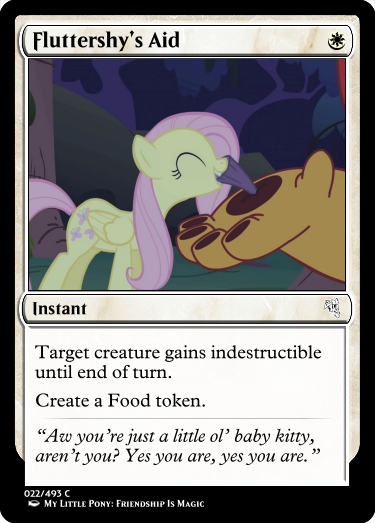 Fluttershy's Aid
Instant
Target creature gains indestructible
until end of turn.
Create a Food token.
"Aw you're just a little ol' baby kitty,
aren't you? Yes you are, yes you are."
022/493 C
My Little Pony: Friendship Is Magic